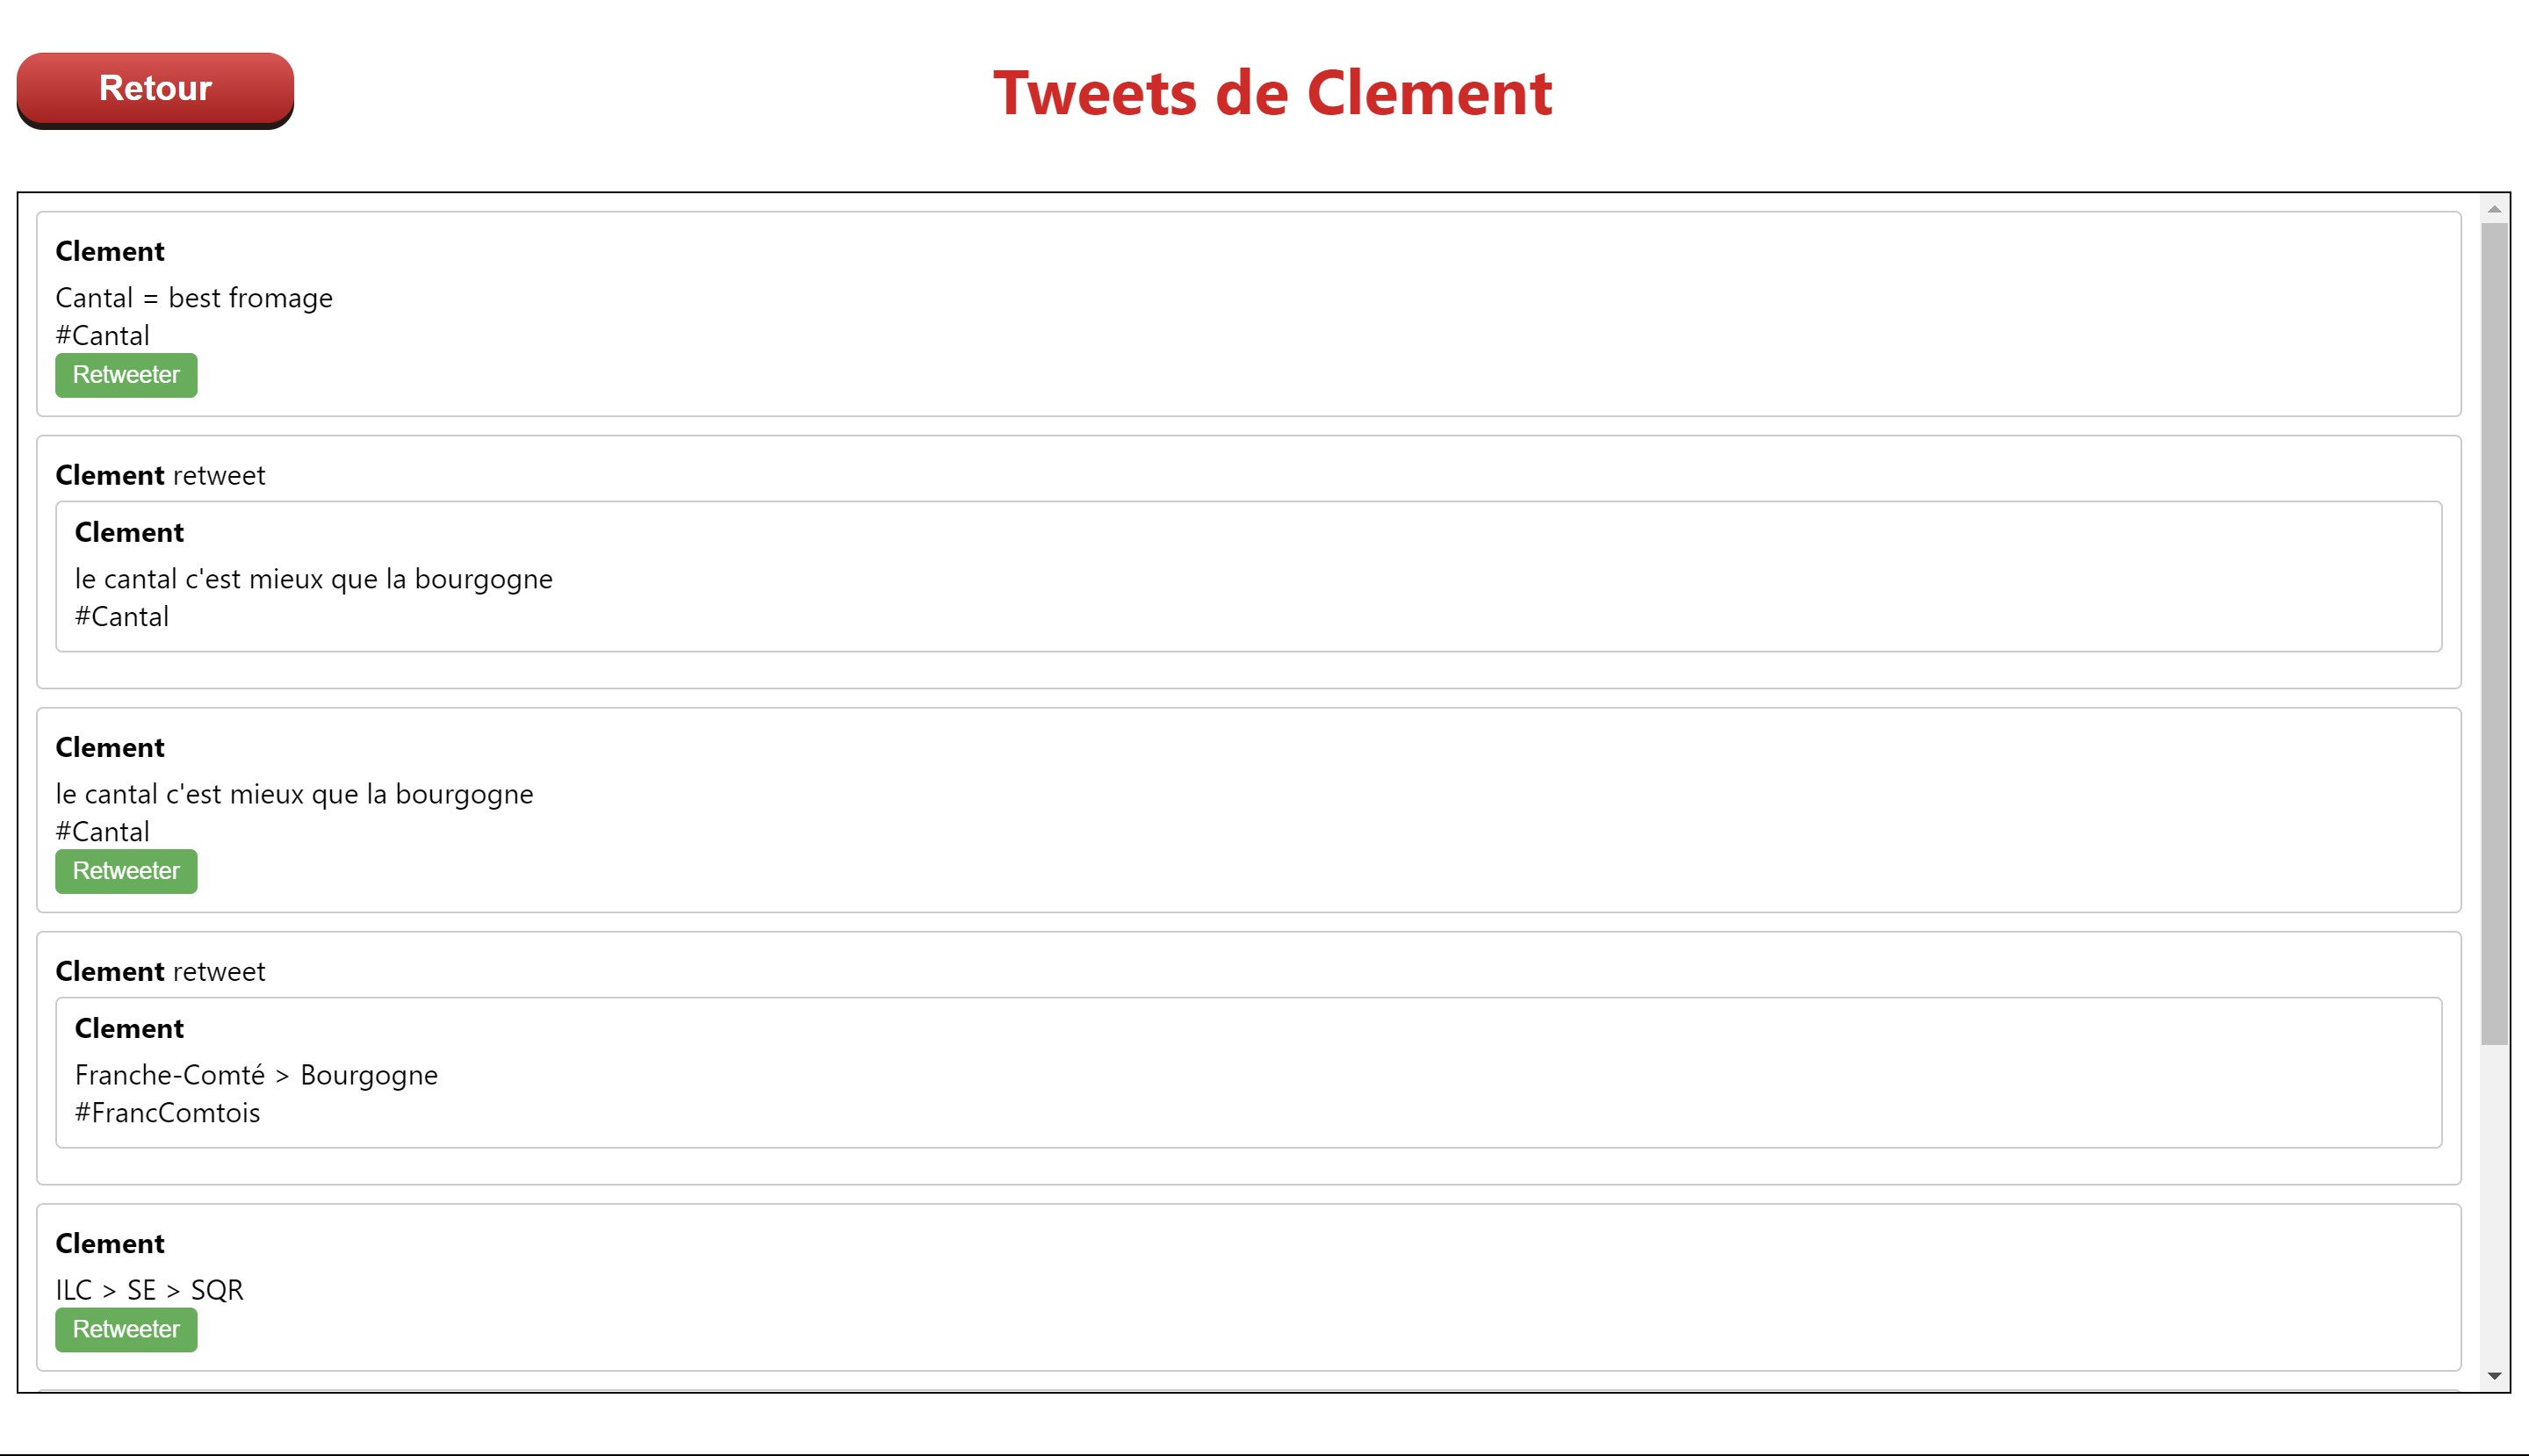 Retour
Tweets de Clement
Clement
Cantal = best fromage
#Cantal
Retweeter
Clement retweet
Clement
le cantal c'est mieux que la bourgogne
#Cantal
Clement
le cantal c'est mieux que la bourgogne
#Cantal
Retweeter
Clement retweet
Clement
Franche-Comté > Bourgogne
#FrancComtois
Clement
ILC > SE > SQR
Retweeter